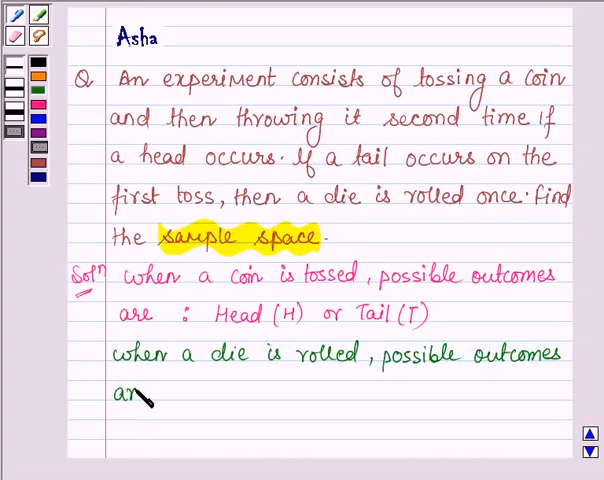 Asha
Q An experiment consists of tossing a coin
and then throwing it second time If
a head occurs. If a tail occurs on the
first toss, then a die is rolled once. Find
the sample space.
Solⁿ when a coin is tossed, possible outcomes
are : Head (H) or Tail (T)
when a die is rolled, possible outcomes
ar